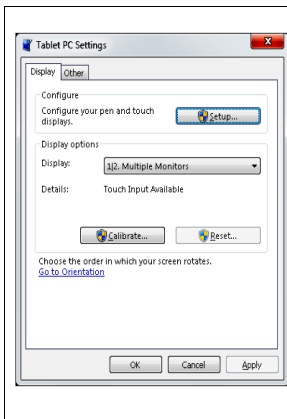 Tablet PC Settings
Display Other
Configure
Configure your pen and touch
displays.
Setup...
Display options
Display: 1|2. Multiple Monitors
Details: Touch Input Available
Calibrate... Reset...
Choose the order in which your screen rotates.
Go to Orientation
OK Cancel Apply